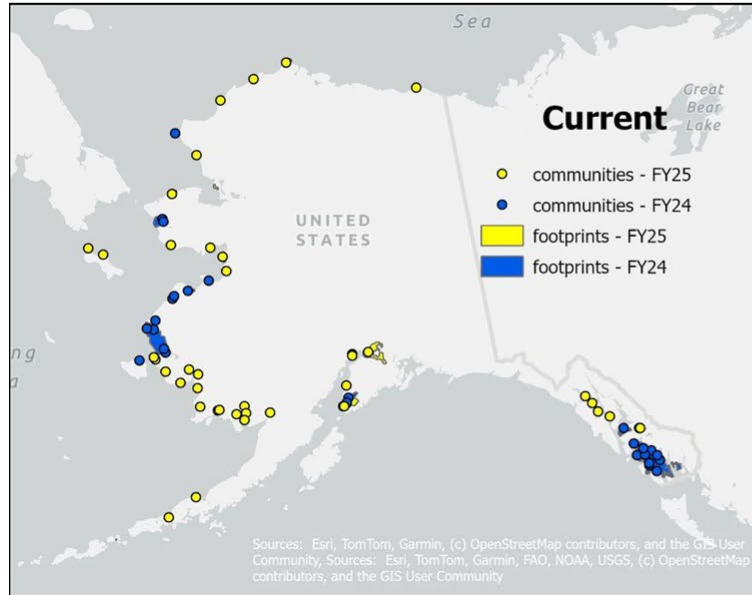 Sea
Great
Bear
Lake
Current
communities - FY25
communities - FY24
UNITED
STATES
footprints - FY25
footprints - FY24
ng
a
Sources: Esri, TomTom, Garmin, (c) OpenStreetMap contributors, and the GIS User
Community, Sources: Esri, TomTom, Garmin, FAO, NOAA, USGS, (c) OpenStreetMap
contributors, and the GIS User Community